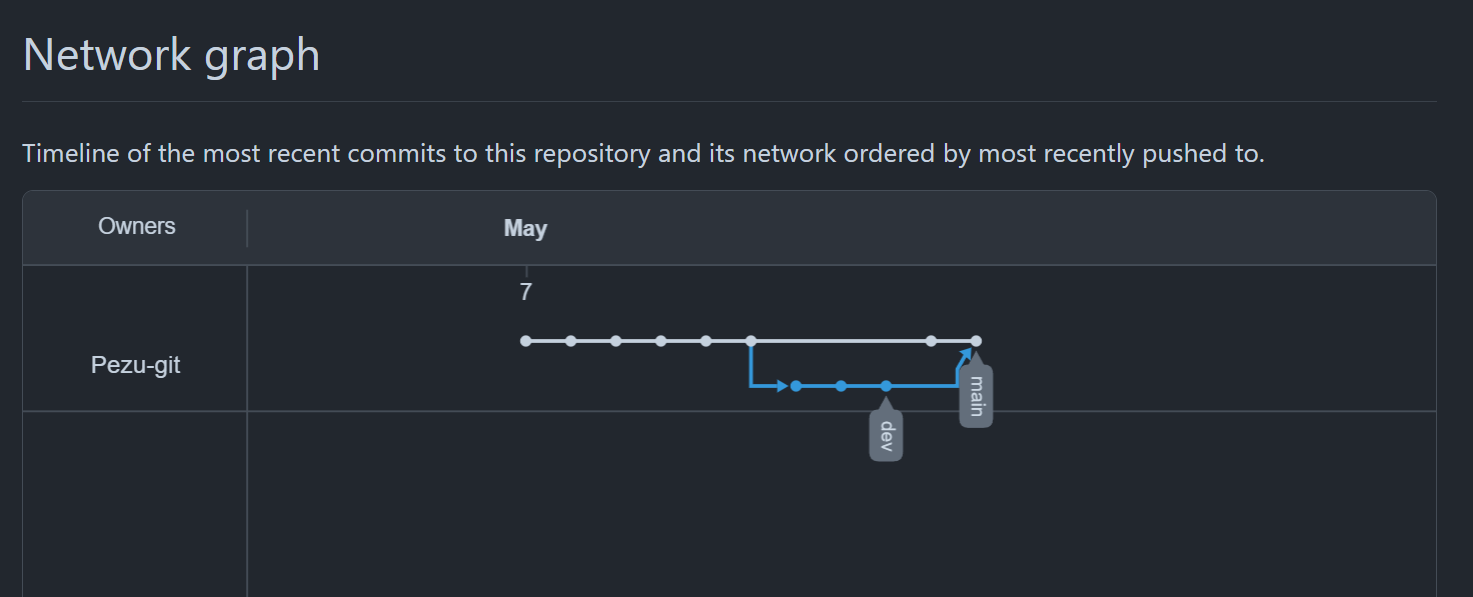 Network graph
Timeline of the most recent commits to this repository and its network ordered by most recently pushed to.
Owners
May
7
Pezu-git
main
dev